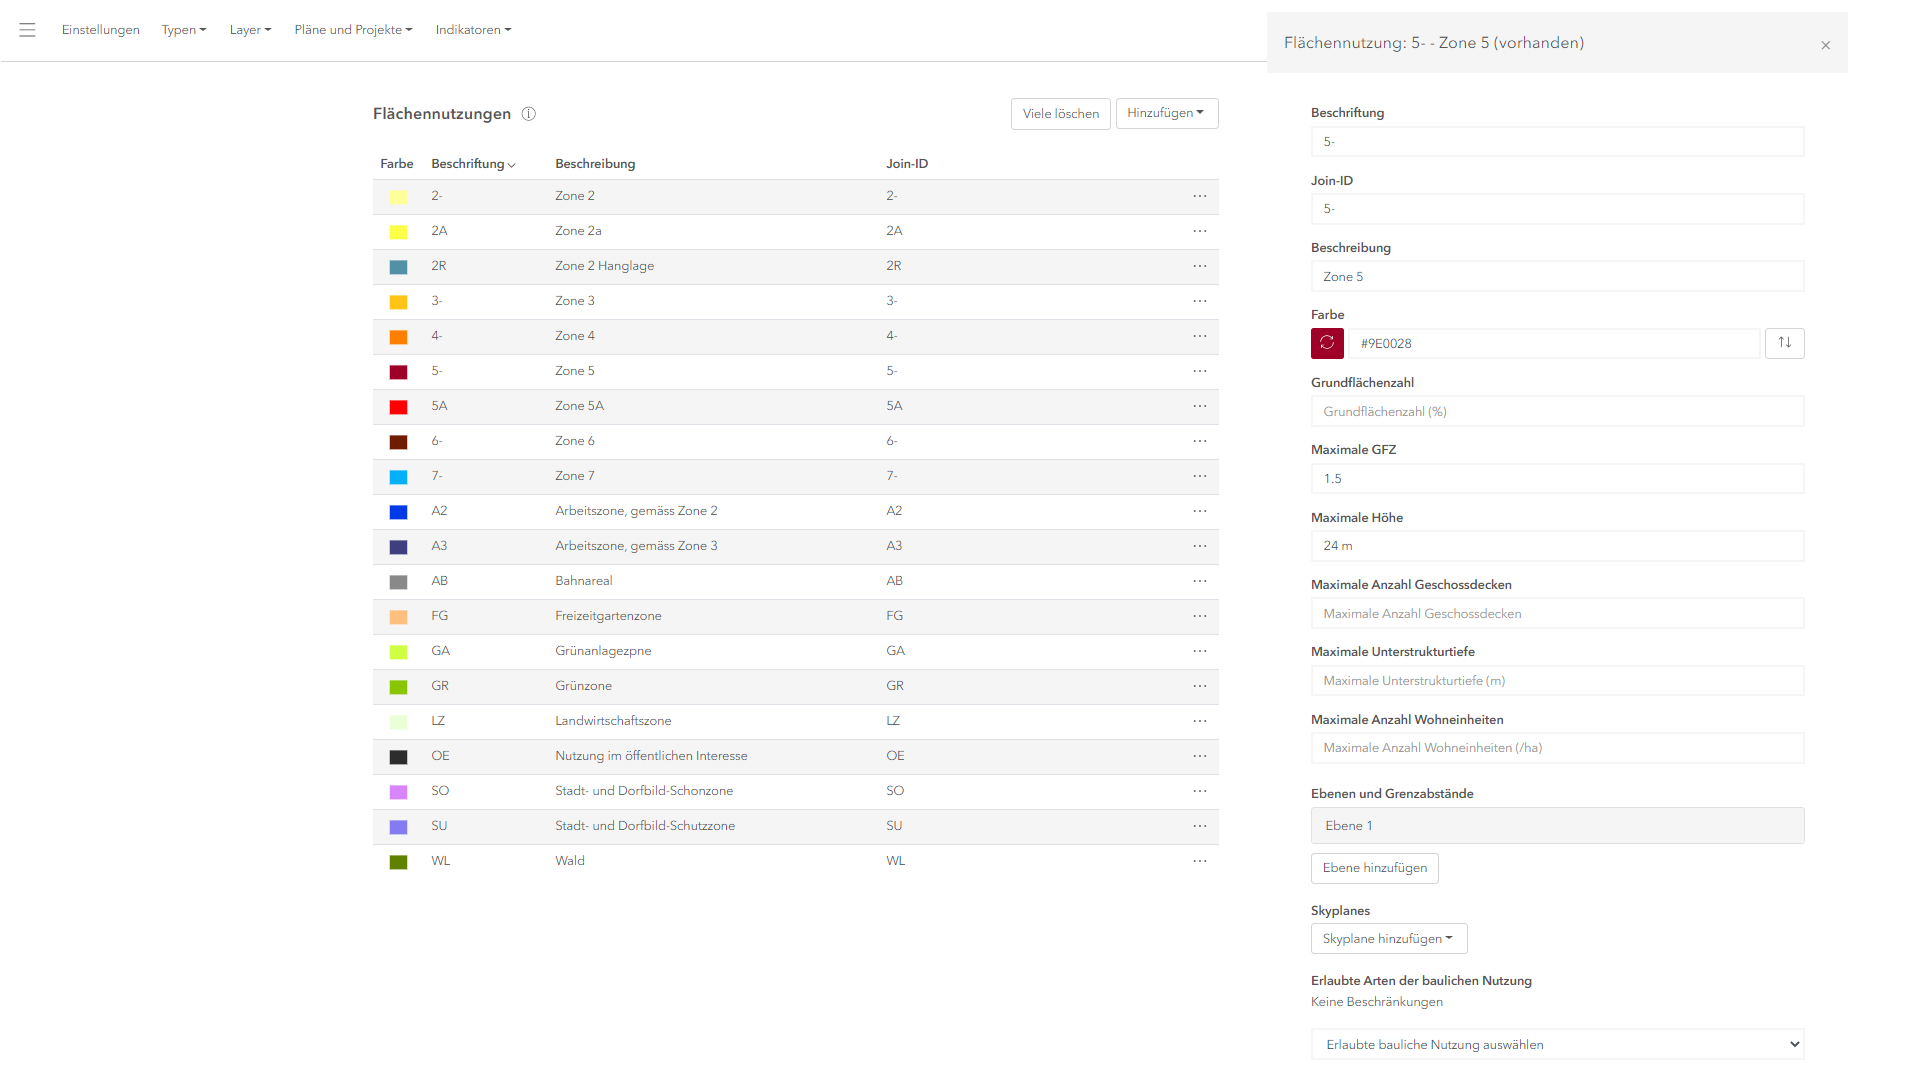 Einstellungen Typen Layer Pläne und Projekte Indikatoren
Flächennutzungen
Viele löschen Hinzufügen
Farbe Beschriftung Beschreibung Join-ID
2- Zone 2 2- ...
2A Zone 2a 2A ...
2R Zone 2 Hanglage 2R ...
3- Zone 3 3- ...
4- Zone 4 4- ...
5- Zone 5 5- ...
5A Zone 5A 5A ...
6- Zone 6 6- ...
7- Zone 7 7- ...
A2 Arbeitszone, gemäss Zone 2 A2 ...
A3 Arbeitszone, gemäss Zone 3 A3 ...
AB Bahnareal AB ...
FG Freizeitgartenzone FG ...
GA Grünanlagezpne GA ...
GR Grünzone GR ...
LZ Landwirtschaftszone LZ ...
OE Nutzung im öffentlichen Interesse OE ...
SO Stadt- und Dorfbild-Schonzone SO ...
SU Stadt- und Dorfbild-Schutzzone SU ...
WL Wald WL ...
Flächennutzung: 5- - Zone 5 (vorhanden) ×
Beschriftung
5-
Join-ID
5-
Beschreibung
Zone 5
Farbe
#9E0028
Grundflächenzahl
Grundflächenzahl (%)
Maximale GFZ
1.5
Maximale Höhe
24 m
Maximale Anzahl Geschossdecken
Maximale Anzahl Geschossdecken
Maximale Unterstrukturtiefe
Maximale Unterstrukturtiefe (m)
Maximale Anzahl Wohneinheiten
Maximale Anzahl Wohneinheiten (/ha)
Ebenen und Grenzabstände
Ebene 1
Ebene hinzufügen
Skyplanes
Skyplane hinzufügen
Erlaubte Arten der baulichen Nutzung
Keine Beschränkungen
Erlaubte bauliche Nutzung auswählen